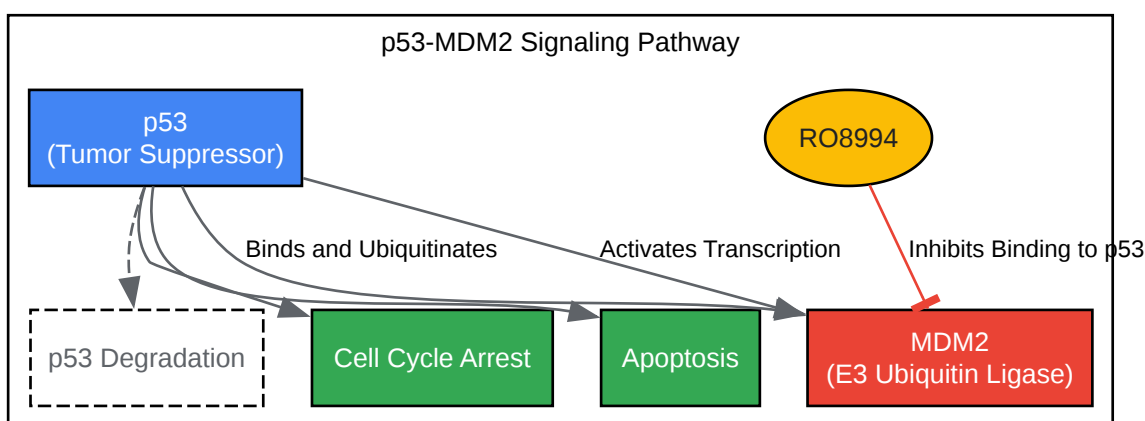 p53-MDM2 Signaling Pathway
p53
(Tumor Suppressor)
RO8994
Binds and Ubiquitinates
Activates Transcription
Inhibits Binding to p53
p53 Degradation
Cell Cycle Arrest
Apoptosis
MDM2
(E3 Ubiquitin Ligase)